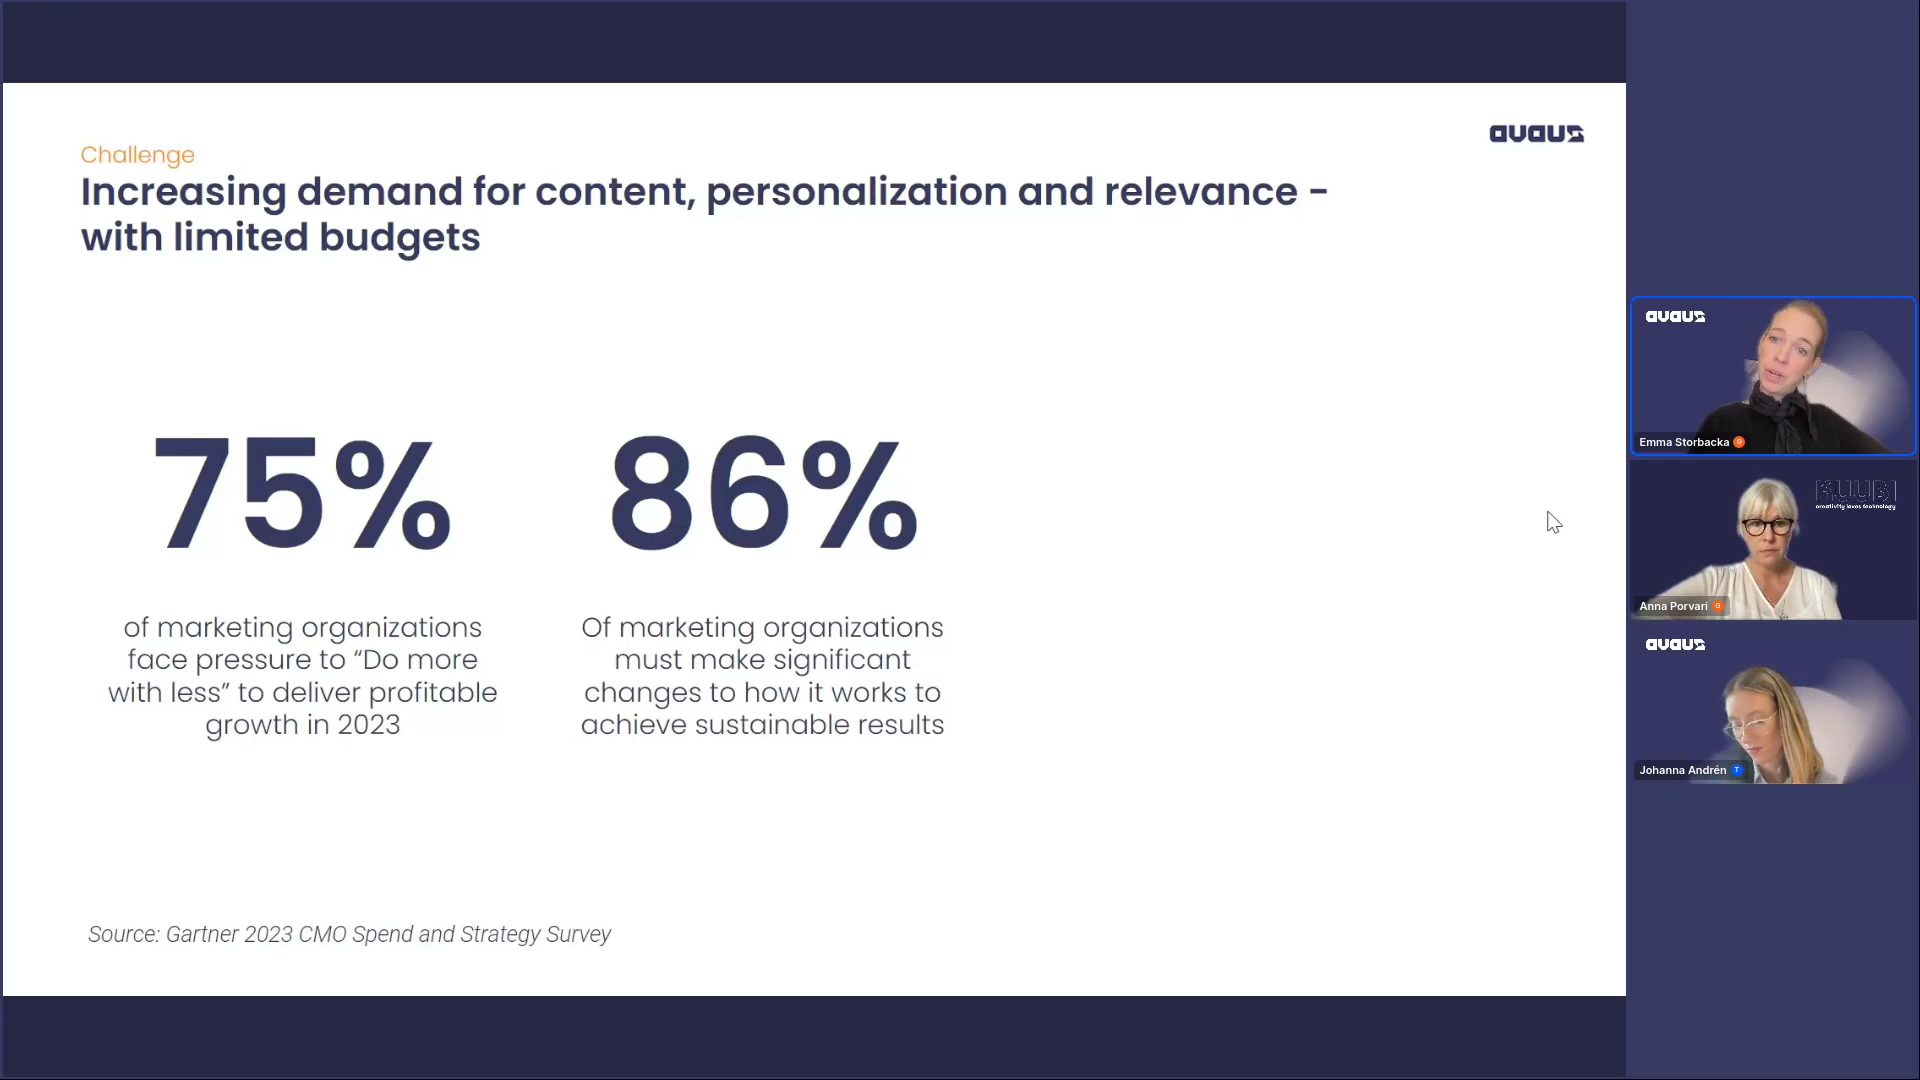 avaus
Challenge
Increasing demand for content, personalization and relevance -
with limited budgets
75%
of marketing organizations
face pressure to “Do more
with less” to deliver profitable
growth in 2023
86%
Of marketing organizations
must make significant
changes to how it works to
achieve sustainable results
Source: Gartner 2023 CMO Spend and Strategy Survey
avaus
Emma Storbacka G
KUUBI
creativity loves technology
Anna Porvari G
avaus
Johanna Andrén T